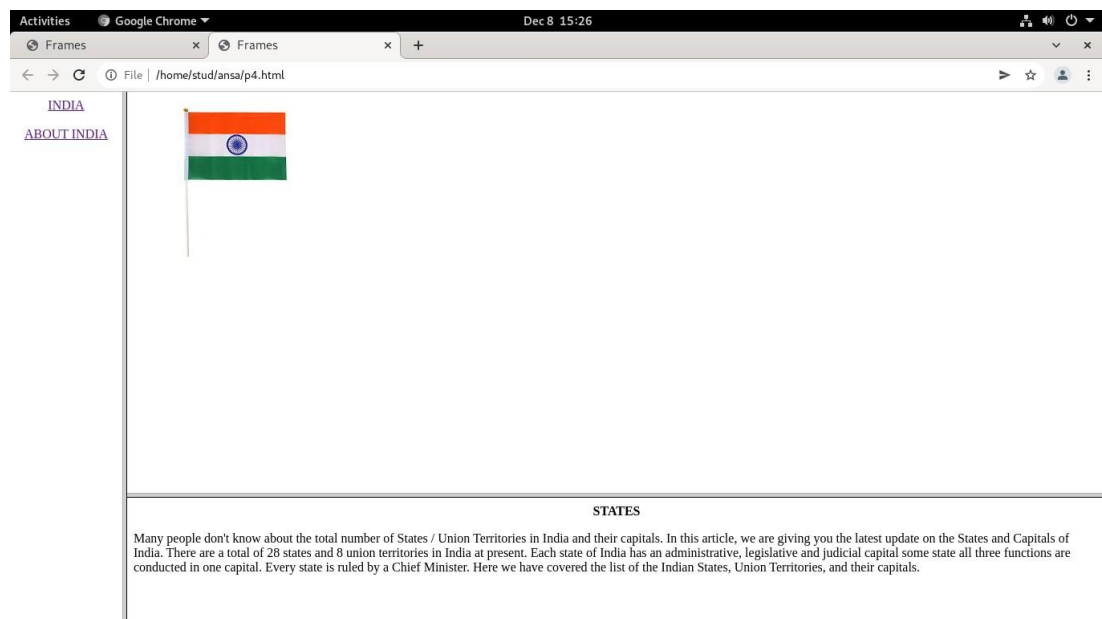 Activities Google Chrome Dec 8 15:26
Frames Frames
File /home/stud/ansa/p4.html
INDIA
ABOUT INDIA
STATES
Many people don't know about the total number of States / Union Territories in India and their capitals. In this article, we are giving you the latest update on the States and Capitals of
India. There are a total of 28 states and 8 union territories in India at present. Each state of India has an administrative, legislative and judicial capital some state all three functions are
conducted in one capital. Every state is ruled by a Chief Minister. Here we have covered the list of the Indian States, Union Territories, and their capitals.